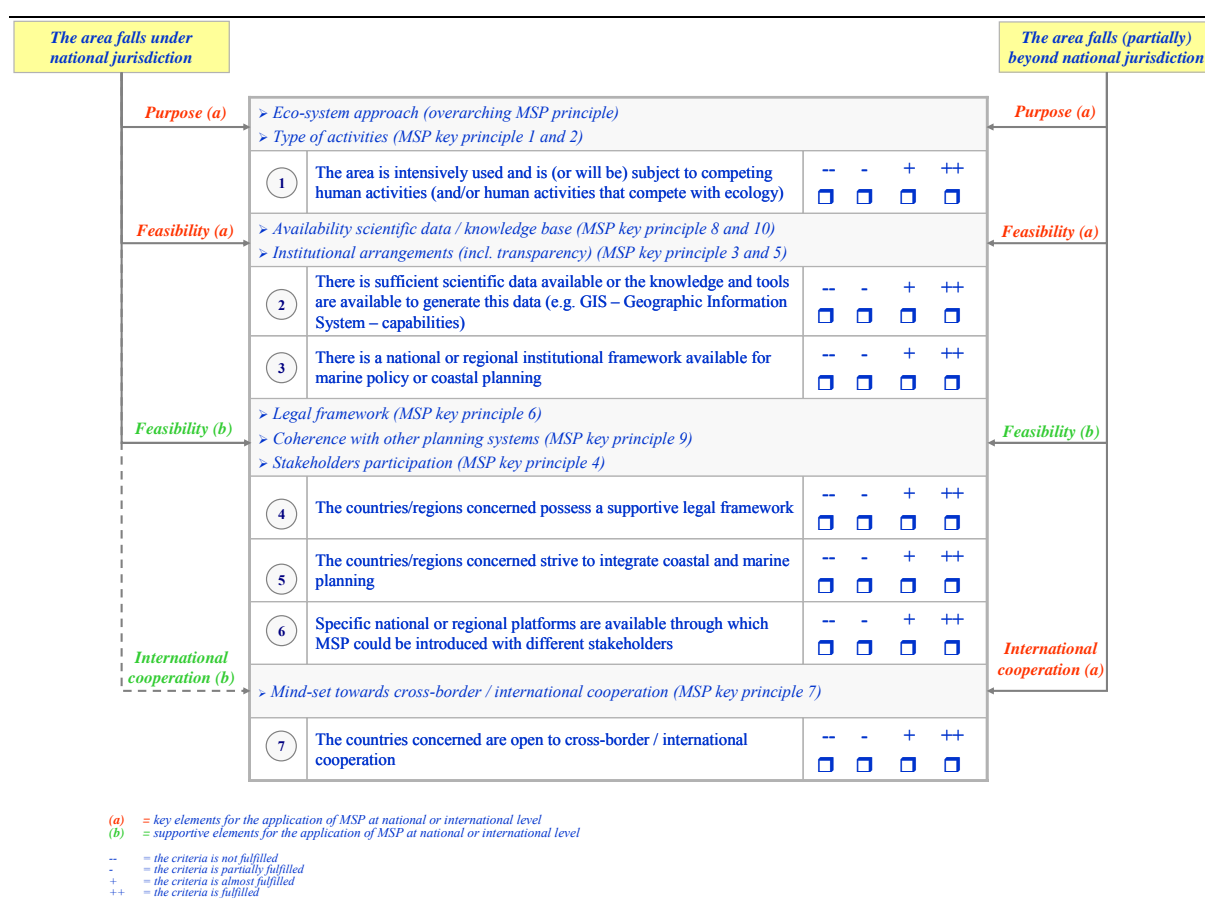 The area falls under
national jurisdiction
The area falls (partially)
beyond national jurisdiction
Purpose (a)
➢ Eco-system approach (overarching MSP principle)
➢ Type of activities (MSP key principle 1 and 2)
Purpose (a)
1
The area is intensively used and is (or will be) subject to competing
human activities (and/or human activities that compete with ecology)
-- - + ++
❒ ❒ ❒ ❒
Feasibility (a)
➢ Availability scientific data / knowledge base (MSP key principle 8 and 10)
➢ Institutional arrangements (incl. transparency) (MSP key principle 3 and 5)
Feasibility (a)
2
There is sufficient scientific data available or the knowledge and tools
are available to generate this data (e.g. GIS – Geographic Information
System – capabilities)
-- - + ++
❒ ❒ ❒ ❒
3
There is a national or regional institutional framework available for
marine policy or coastal planning
-- - + ++
❒ ❒ ❒ ❒
Feasibility (b)
➢ Legal framework (MSP key principle 6)
➢ Coherence with other planning systems (MSP key principle 9)
➢ Stakeholders participation (MSP key principle 4)
Feasibility (b)
4
The countries/regions concerned possess a supportive legal framework
-- - + ++
❒ ❒ ❒ ❒
5
The countries/regions concerned strive to integrate coastal and marine
planning
-- - + ++
❒ ❒ ❒ ❒
6
Specific national or regional platforms are available through which
MSP could be introduced with different stakeholders
-- - + ++
❒ ❒ ❒ ❒
International
cooperation (b)
➢ Mind-set towards cross-border / international cooperation (MSP key principle 7)
International
cooperation (a)
7
The countries concerned are open to cross-border / international
cooperation
-- - + ++
❒ ❒ ❒ ❒
(a) = key elements for the application of MSP at national or international level
(b) = supportive elements for the application of MSP at national or international level
-- = the criteria is not fulfilled
- = the criteria is partially fulfilled
+ = the criteria is almost fulfilled
++ = the criteria is fulfilled